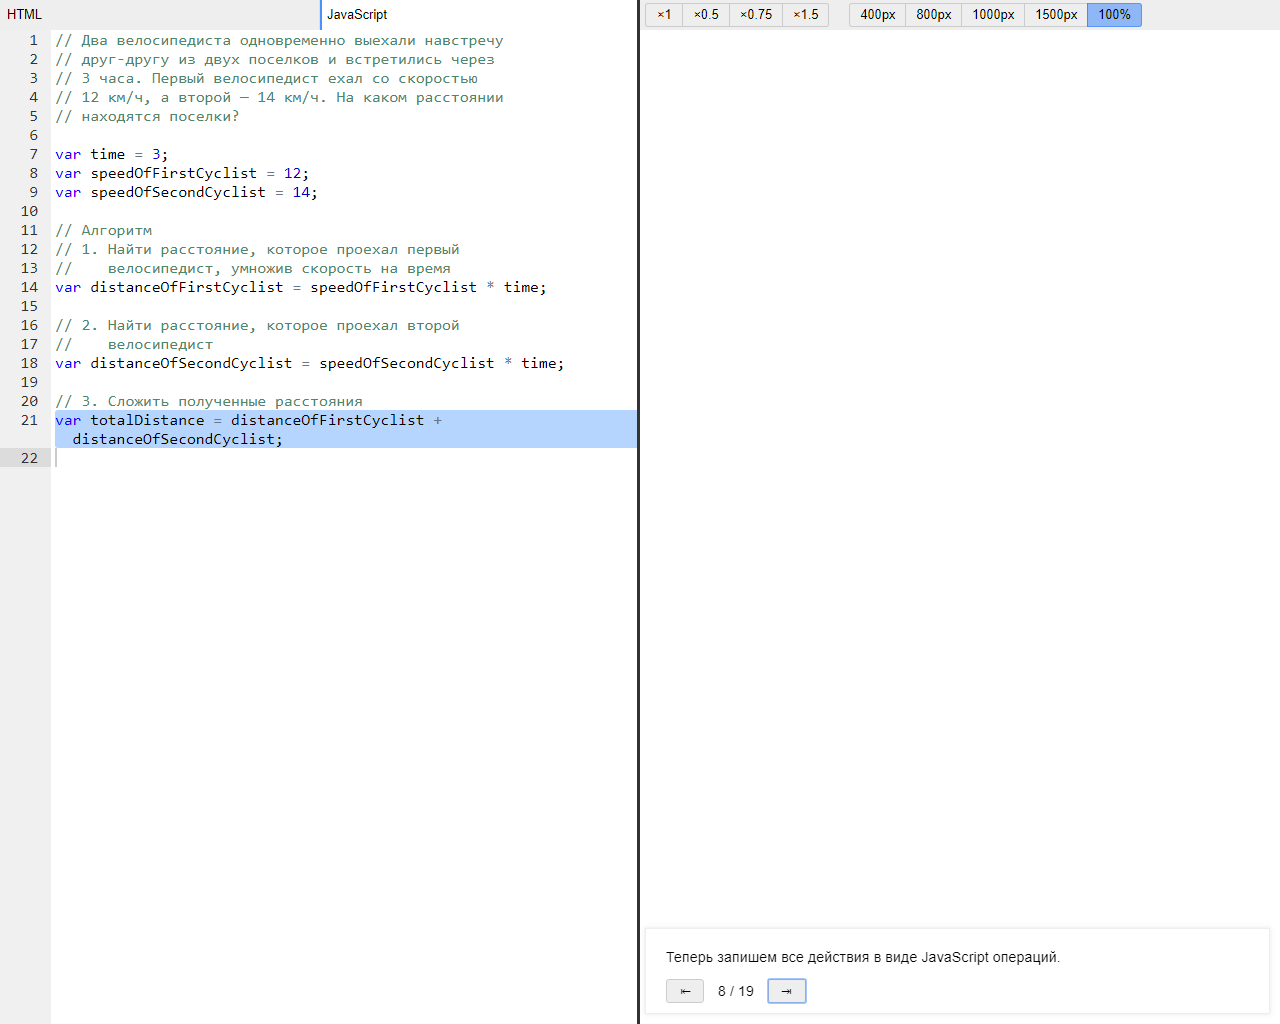 HTML
JavaScript
×1 ×0.5 ×0.75 ×1.5 400px 800px 1000px 1500px 100%
1 // Два велосипедиста одновременно выехали навстречу
2 // друг-другу из двух поселков и встретились через
3 // 3 часа. Первый велосипедист ехал со скоростью
4 // 12 км/ч, а второй — 14 км/ч. На каком расстоянии
5 // находятся поселки?
6
7 var time = 3;
8 var speedOfFirstCyclist = 12;
9 var speedOfSecondCyclist = 14;
10
11 // Алгоритм
12 // 1. Найти расстояние, которое проехал первый
13 //    велосипедист, умножив скорость на время
14 var distanceOfFirstCyclist = speedOfFirstCyclist * time;
15
16 // 2. Найти расстояние, которое проехал второй
17 //    велосипедист
18 var distanceOfSecondCyclist = speedOfSecondCyclist * time;
19
20 // 3. Сложить полученные расстояния
21 var totalDistance = distanceOfFirstCyclist +
distanceOfSecondCyclist;
22
Теперь запишем все действия в виде JavaScript операций.
⇤ 8 / 19 ⇥